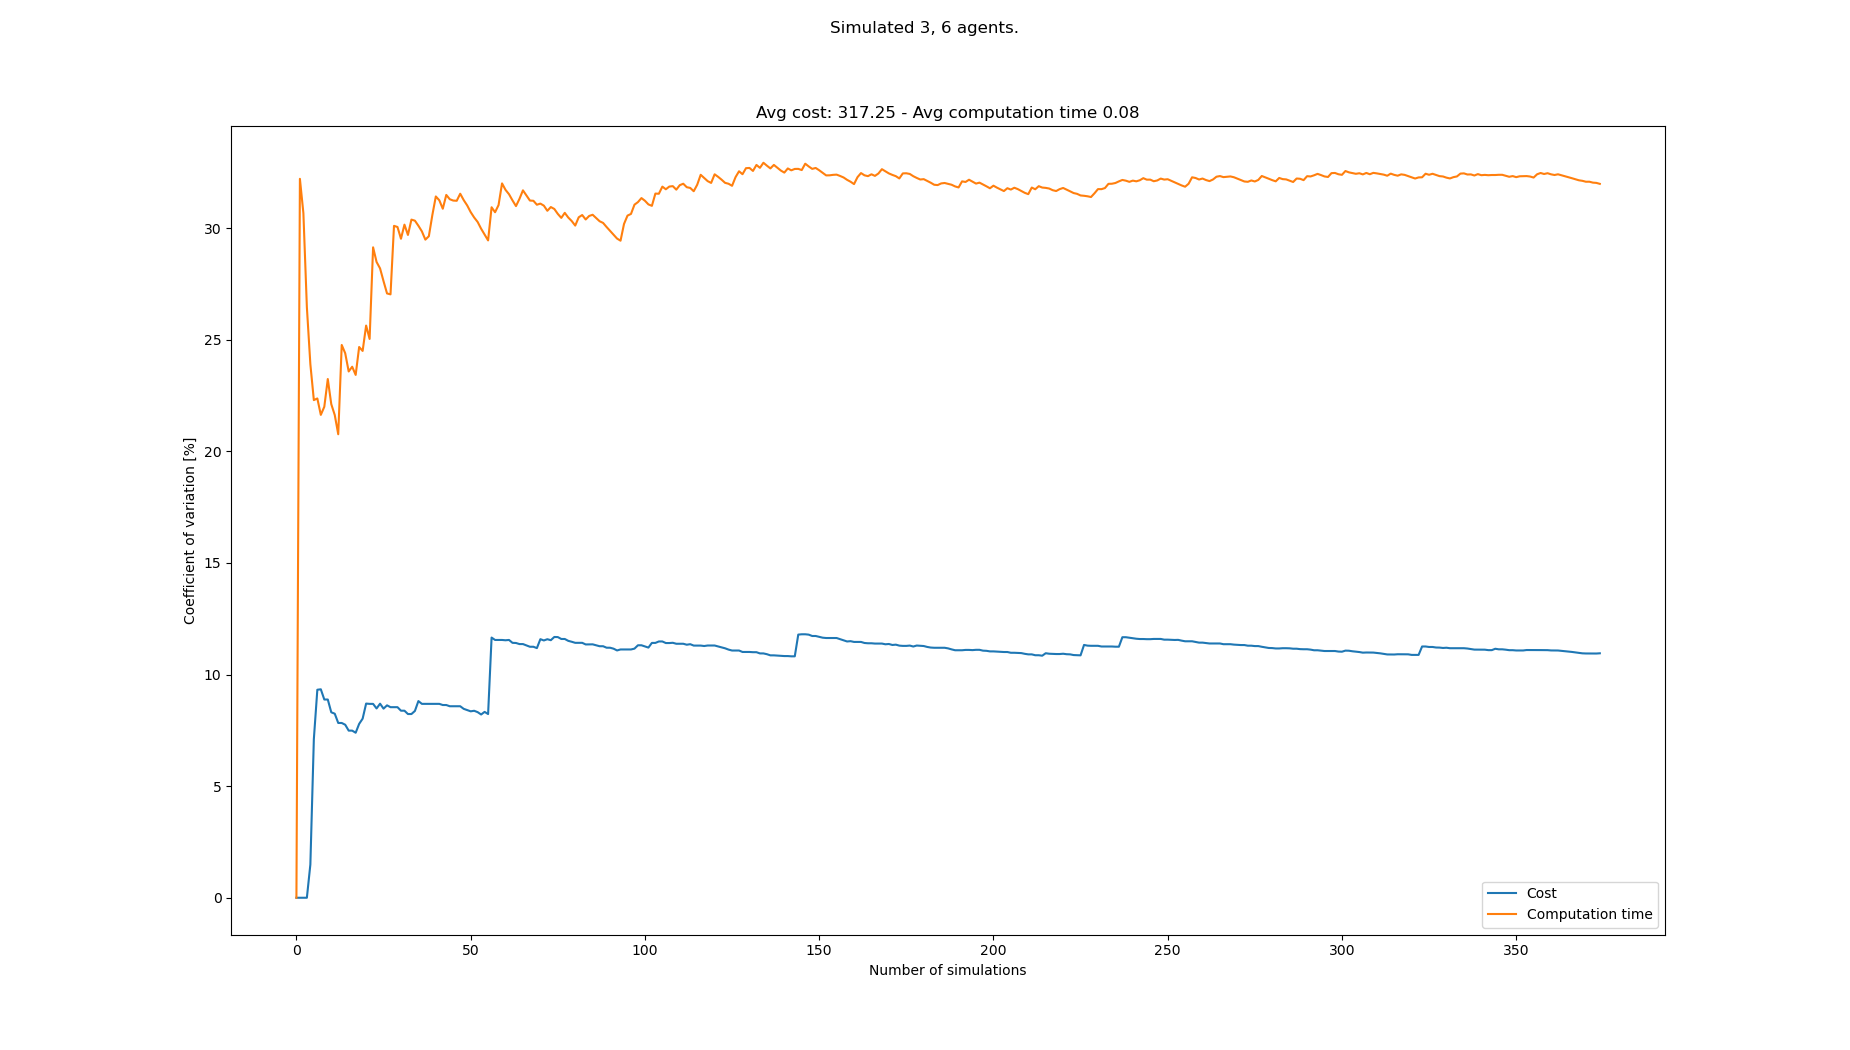 Simulated 3, 6 agents.
Avg cost: 317.25 - Avg computation time 0.08
Coefficient of variation [%]
30
25
20
15
10
5
0
0 50 100 150 200 250 300 350
Number of simulations
Cost
Computation time